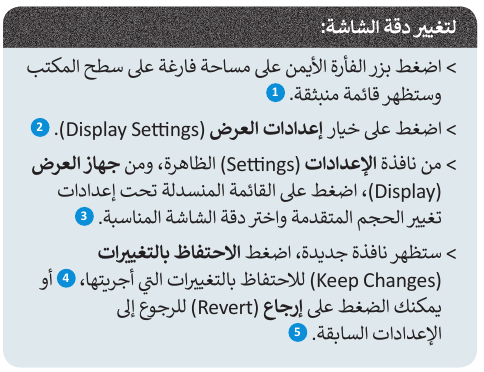 لتغيير دقة الشاشة:
> اضغط بزر الفأرة الأيمن على مساحة فارغة على سطح المكتب
وستظهر قائمة منبثقة. 1
> اضغط على خيار إعدادات العرض (Display Settings). 2
> من نافذة الإعدادات (Settings) الظاهرة، ومن جهاز العرض
(Display)، اضغط على القائمة المنسدلة تحت إعدادات
تغيير الحجم المتقدمة واختر دقة الشاشة المناسبة. 3
> ستظهر نافذة جديدة، اضغط الاحتفاظ بالتغييرات
(Keep Changes) للاحتفاظ بالتغييرات التي أجريتها، 4 أو
يمكنك الضغط على إرجاع (Revert) للرجوع إلى
الإعدادات السابقة. 5